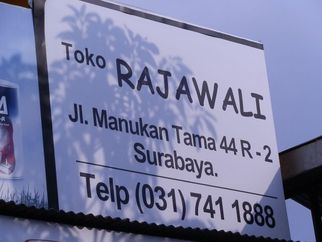 Toko RAJAWALI
Jl. Manukan Tama 44 R - 2
Surabaya.
Telp (031) 741 1888